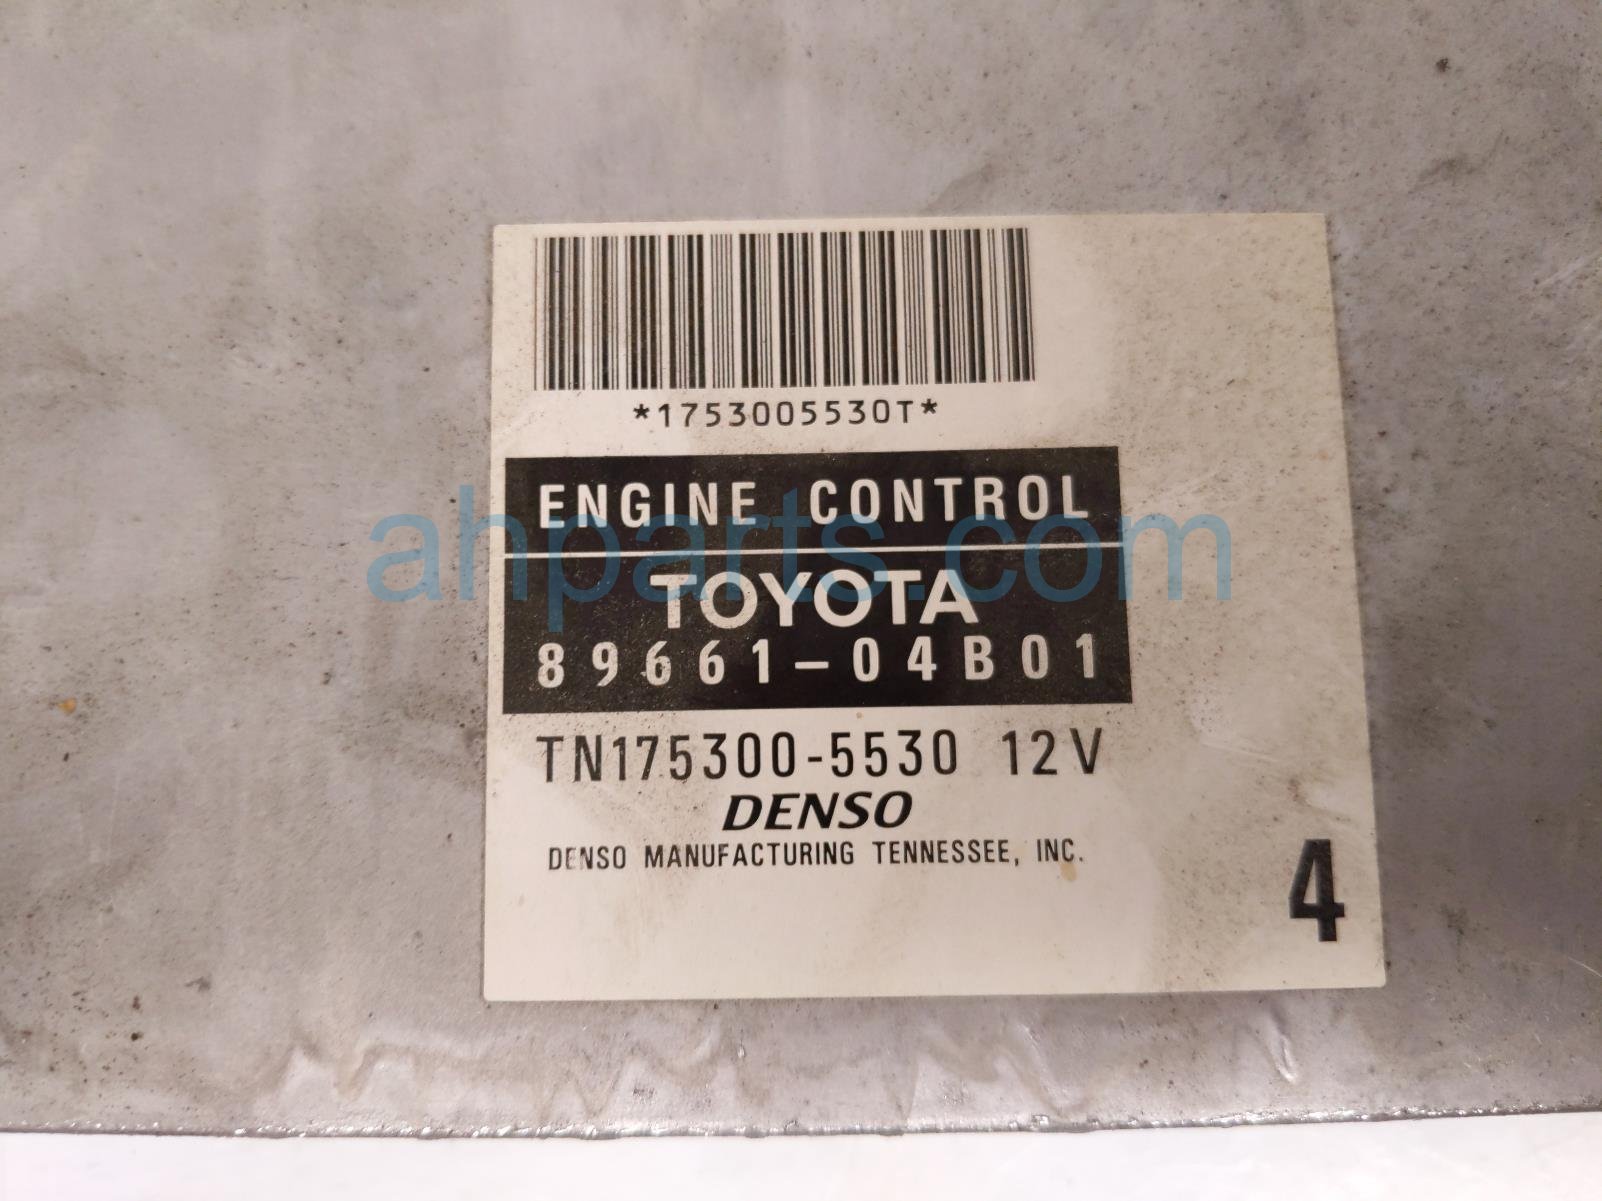 *1753005530T*
ENGINE CONTROL
ahparts.com
TOYOTA
89661-04B01
TN175300-5530 12V
DENSO
DENSO MANUFACTURING TENNESSEE, INC.
4